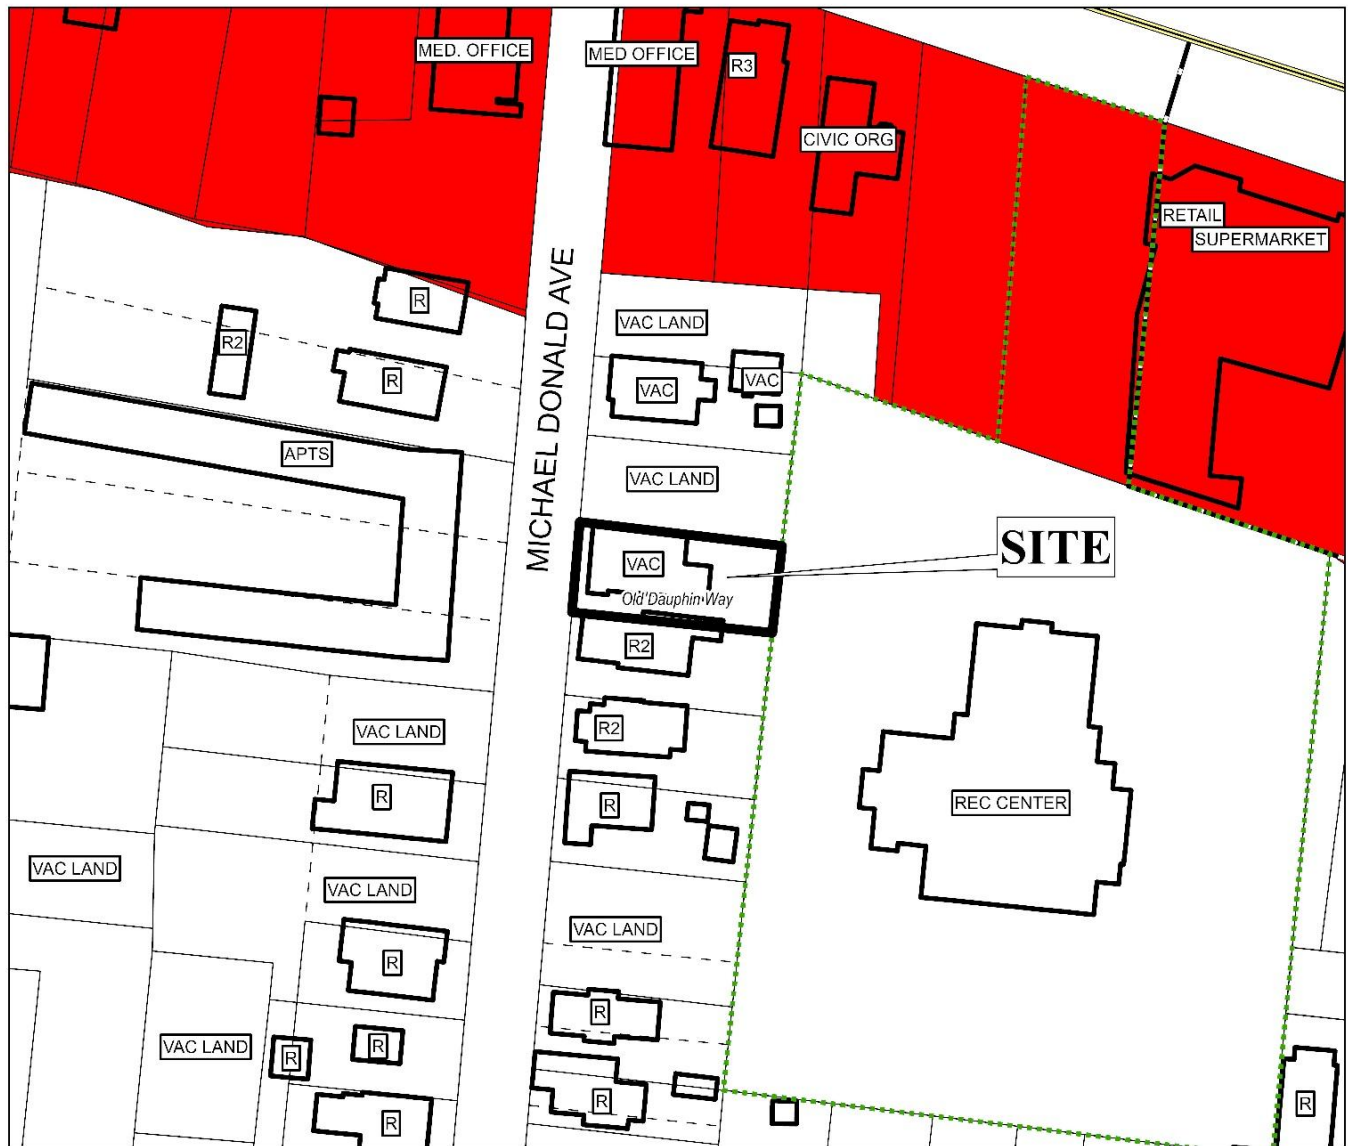 MED. OFFICE
MED OFFICE
R3
CIVIC ORG
RETAIL
SUPERMARKET
MICHAEL DONALD AVE
R
VAC LAND
R2
R
VAC
VAC
APTS
VAC LAND
SITE
VAC
Old Dauphin Way
R2
R2
VAC LAND
R
R
REC CENTER
VAC LAND
VAC LAND
VAC LAND
R
R
VAC LAND
R
R
R
R
R